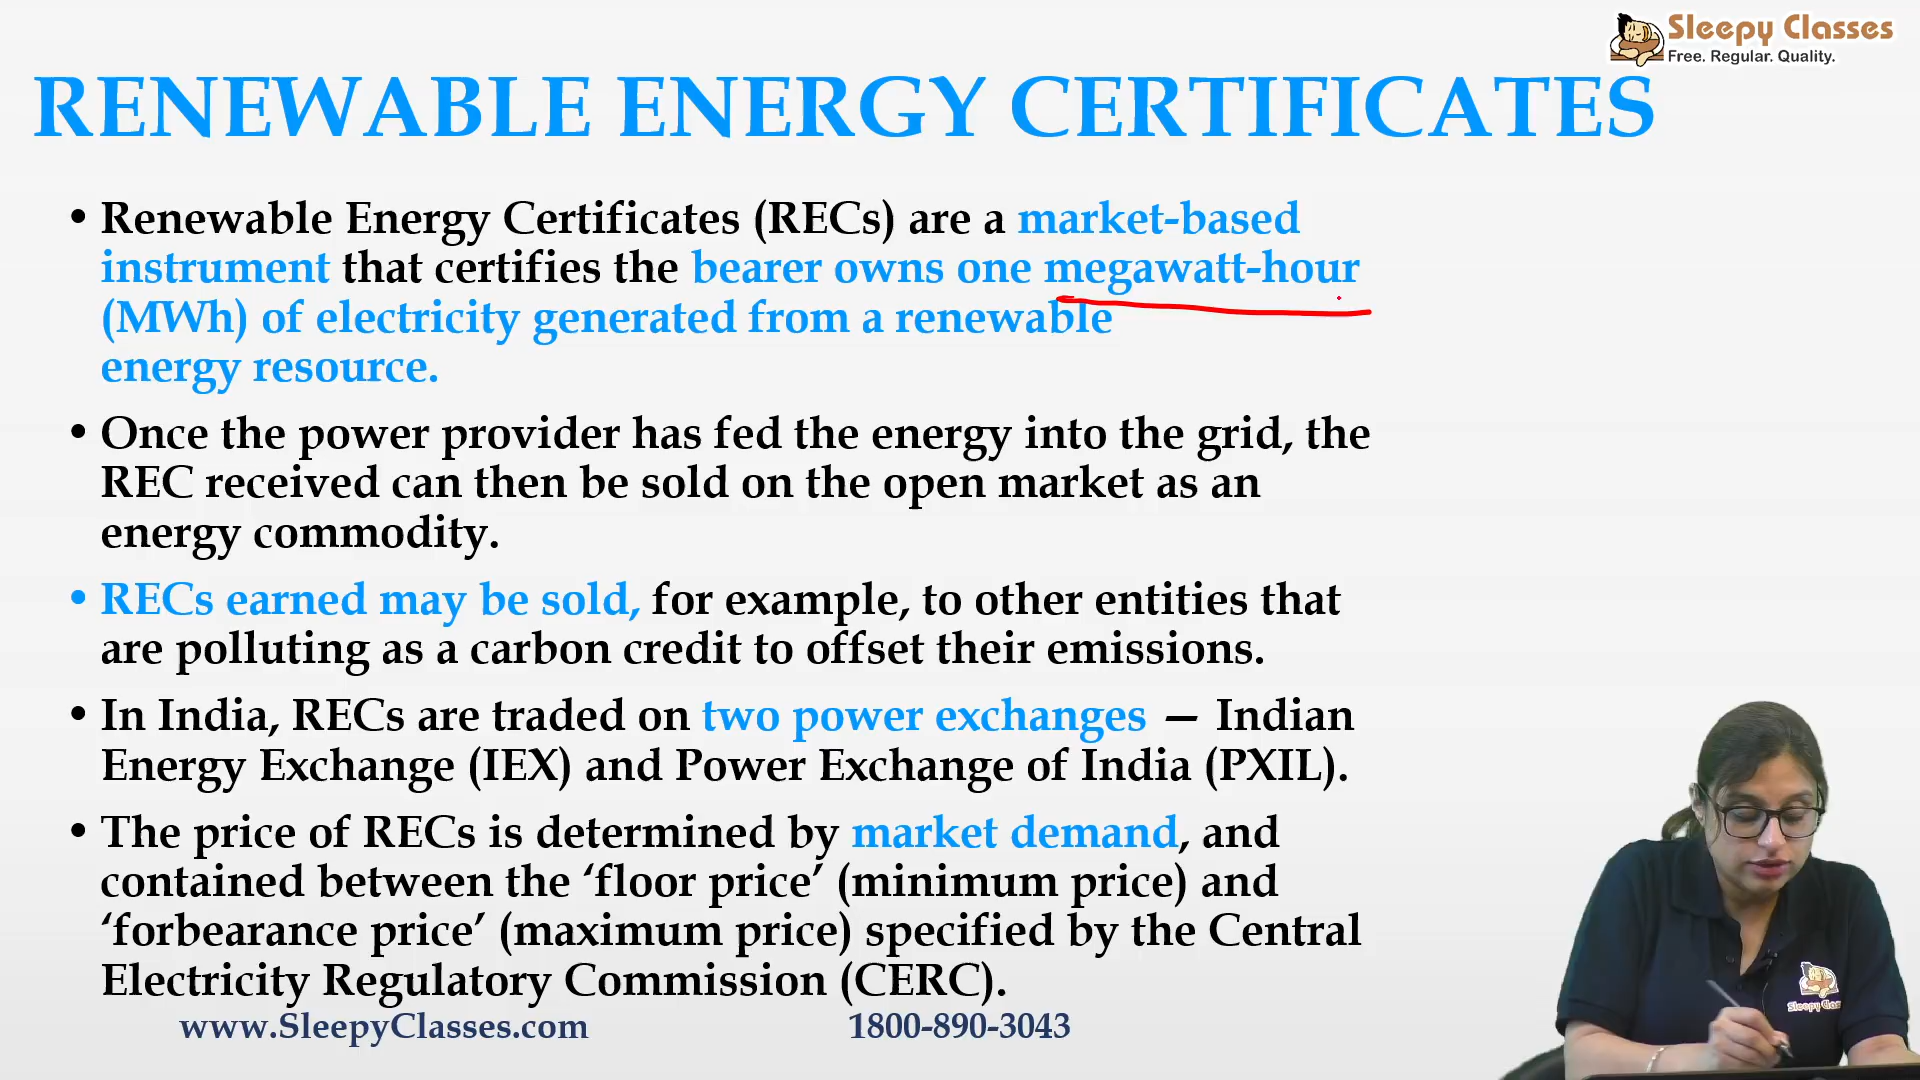 Sleepy Classes
Free. Regular. Quality.
RENEWABLE ENERGY CERTIFICATES
• Renewable Energy Certificates (RECs) are a market-based
instrument that certifies the bearer owns one megawatt-hour
(MWh) of electricity generated from a renewable
energy resource.
• Once the power provider has fed the energy into the grid, the
REC received can then be sold on the open market as an
energy commodity.
• RECs earned may be sold, for example, to other entities that
are polluting as a carbon credit to offset their emissions.
• In India, RECs are traded on two power exchanges — Indian
Energy Exchange (IEX) and Power Exchange of India (PXIL).
• The price of RECs is determined by market demand, and
contained between the ‘floor price’ (minimum price) and
‘forbearance price’ (maximum price) specified by the Central
Electricity Regulatory Commission (CERC).
www.SleepyClasses.com 1800-890-3043